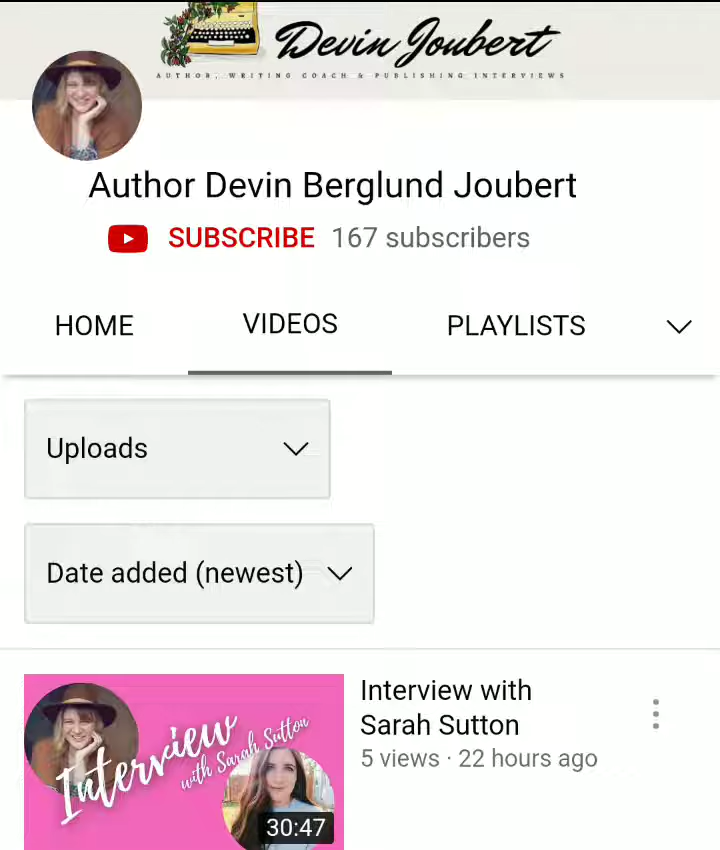 Devin Joubert
AUTHOR, WRITING COACH & PUBLISHING INTERVIEWS
Author Devin Berglund Joubert
SUBSCRIBE 167 subscribers
HOME VIDEOS PLAYLISTS
Uploads
Date added (newest)
Interview with
Sarah Sutton
5 views · 22 hours ago
Interview
with Sarah Sutton
30:47